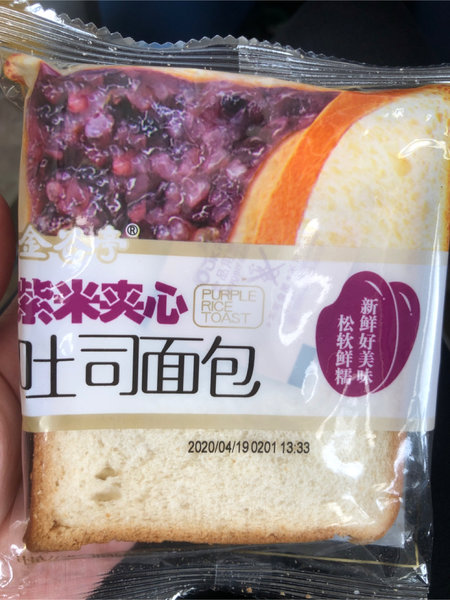 ®
紫米夹心
PURPLE
RICE
TOAST
吐司面包
新鲜好美味
松软鲜糯
2020/04/19 0201 13:33